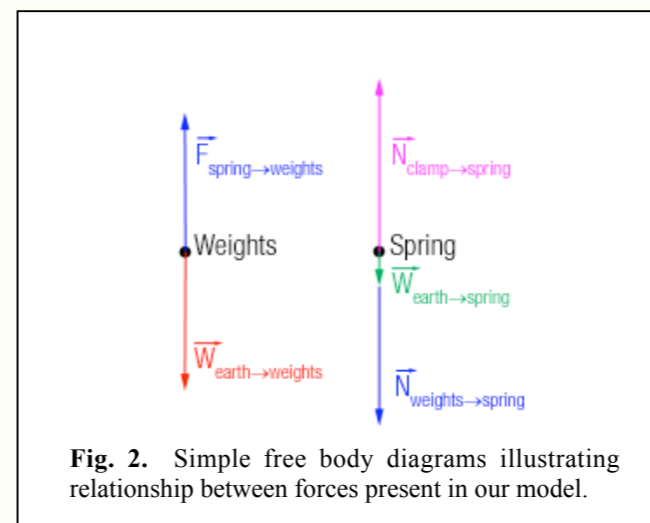 F spring→weights
N clamp→spring
Weights
Spring
W earth→spring
W earth→weights
N weights→spring
Fig. 2. Simple free body diagrams illustrating
relationship between forces present in our model.